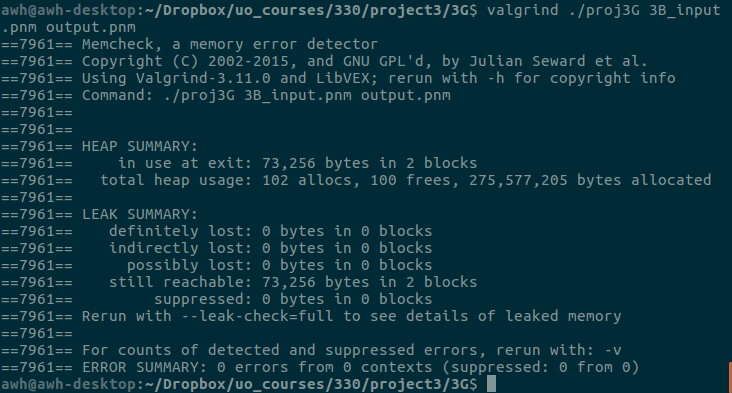 awh@awh-desktop:~/Dropbox/uo_courses/330/project3/3G$ valgrind ./proj3G 3B_input
.pnm output.pnm
==7961== Memcheck, a memory error detector
==7961== Copyright (C) 2002-2015, and GNU GPL'd, by Julian Seward et al.
==7961== Using Valgrind-3.11.0 and LibVEX; rerun with -h for copyright info
==7961== Command: ./proj3G 3B_input.pnm output.pnm
==7961==
==7961==
==7961== HEAP SUMMARY:
==7961==     in use at exit: 73,256 bytes in 2 blocks
==7961==   total heap usage: 102 allocs, 100 frees, 275,577,205 bytes allocated
==7961==
==7961== LEAK SUMMARY:
==7961==    definitely lost: 0 bytes in 0 blocks
==7961==    indirectly lost: 0 bytes in 0 blocks
==7961==      possibly lost: 0 bytes in 0 blocks
==7961==    still reachable: 73,256 bytes in 2 blocks
==7961==         suppressed: 0 bytes in 0 blocks
==7961== Rerun with --leak-check=full to see details of leaked memory
==7961==
==7961== For counts of detected and suppressed errors, rerun with: -v
==7961== ERROR SUMMARY: 0 errors from 0 contexts (suppressed: 0 from 0)
awh@awh-desktop:~/Dropbox/uo_courses/330/project3/3G$